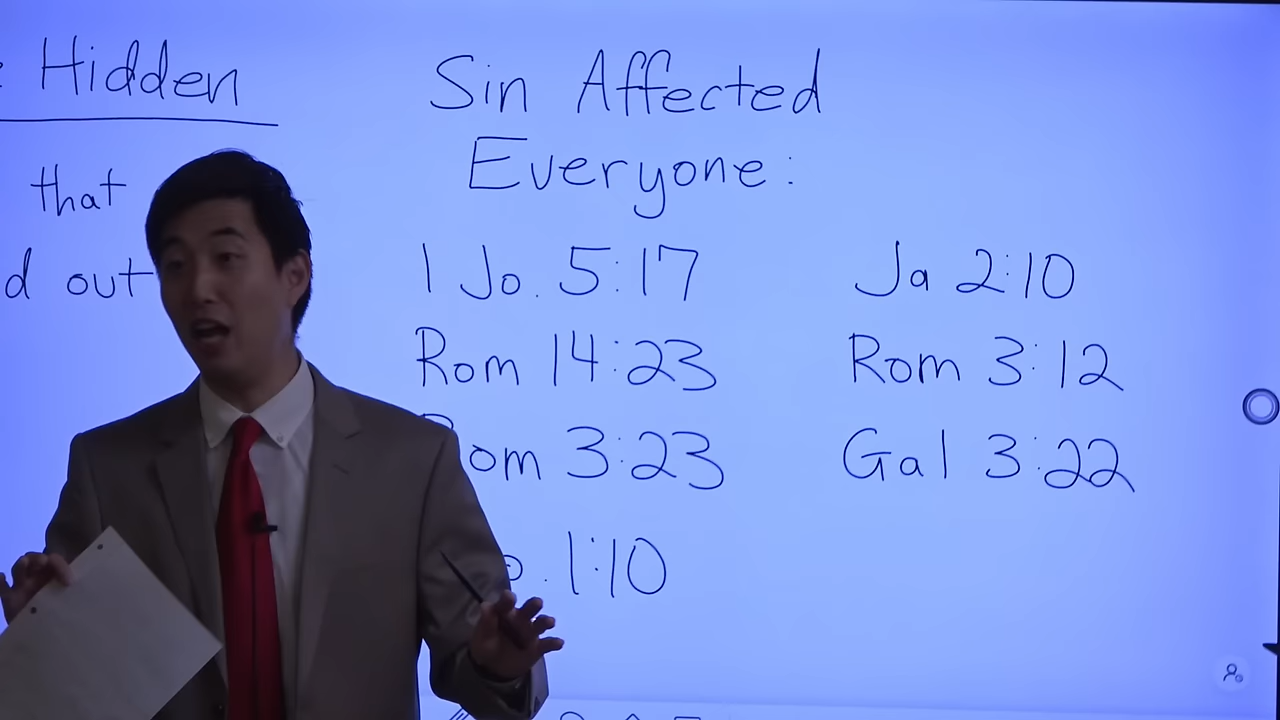 Hidden
that
out
Sin Affected
Everyone:
1 Jo. 5:17
Rom 14:23
Rom 3:23
1:10
Ja 2:10
Rom 3:12
Gal 3:22